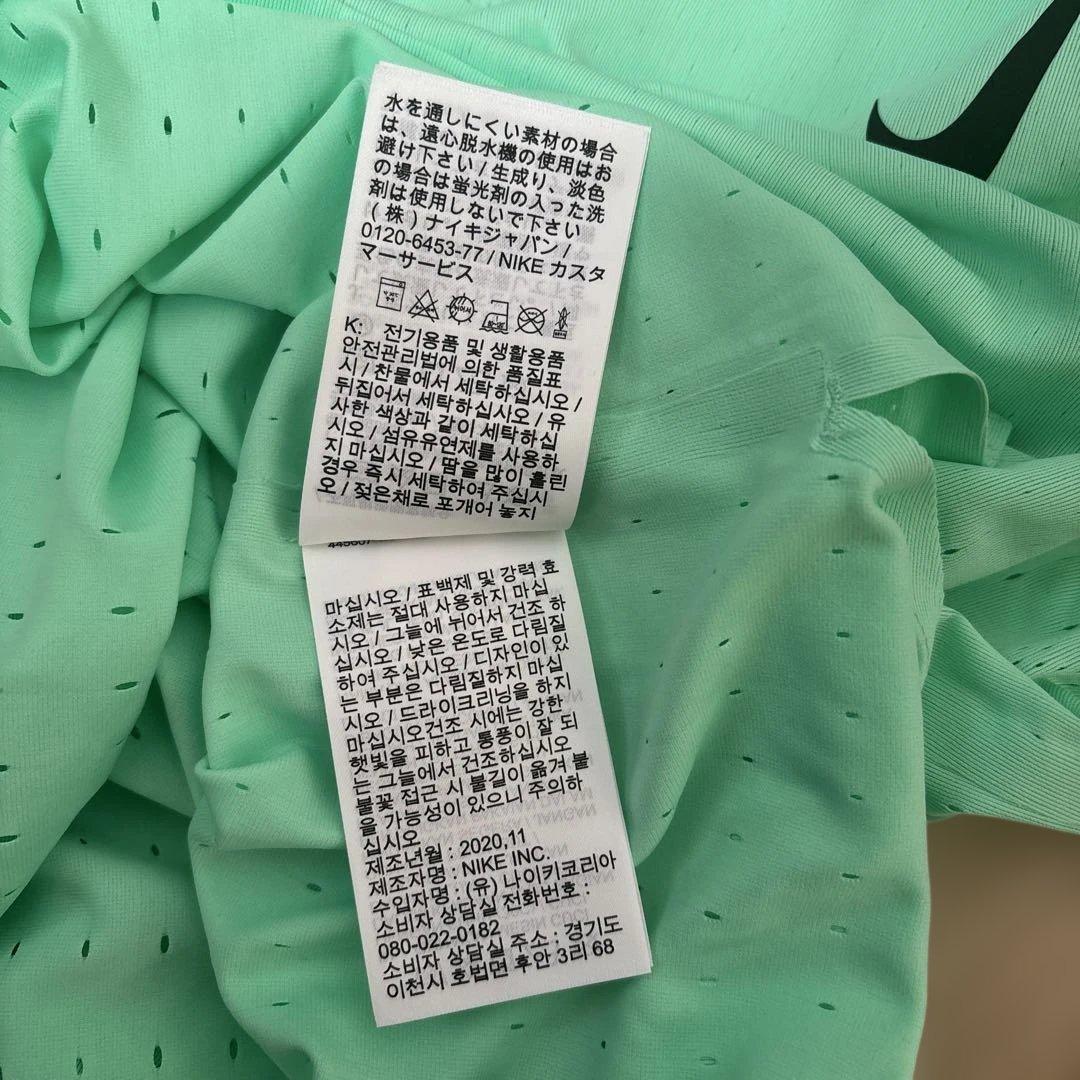 水を通しにくい素材の場合
は、遠心脱水機の使用はお
避け下さい / 生成り、淡色
の場合は蛍光剤の入った洗
剤は使用しないで下さい
(株) ナイキジャパン /
0120-6453-77 / NIKE カスタ
マーサービス
K: 전기용품 및 생활용품
안전관리법에 의한 품질표
시 / 찬물에서 세탁하십시오 /
뒤집어서 세탁하십시오 / 유
사한 색상과 같이 세탁하십
시오 / 섬유유연제를 사용하
지 마십시오 / 땀을 많이 흘린
경우 즉시 세탁하여 주십시
오 / 젖은채로 포개어 놓지
마십시오 / 표백제 및 강력 효
소제는 절대 사용하지 마십
시오 / 그늘에 뉘어서 건조 하
십시오 / 낮은 온도로 다림질
하여 주십시오 / 디자인이 있
는 부분은 다림질하지 마십
시오 / 드라이크리닝을 하지
마십시오건조 시에는 강한
햇빛을 피하고 통풍이 잘 되
는 그늘에서 건조하십시오
불꽃 접근 시 불길이 옮겨 붙
을 가능성이 있으니 주의하
십시오
제조년월 : 2020,11
제조자명 : NIKE INC.
수입자명 : (유) 나이키코리아
소비자 상담실 전화번호 :
080-022-0182
소비자 상담실 주소 : 경기도
이천시 호법면 후안 3리 68